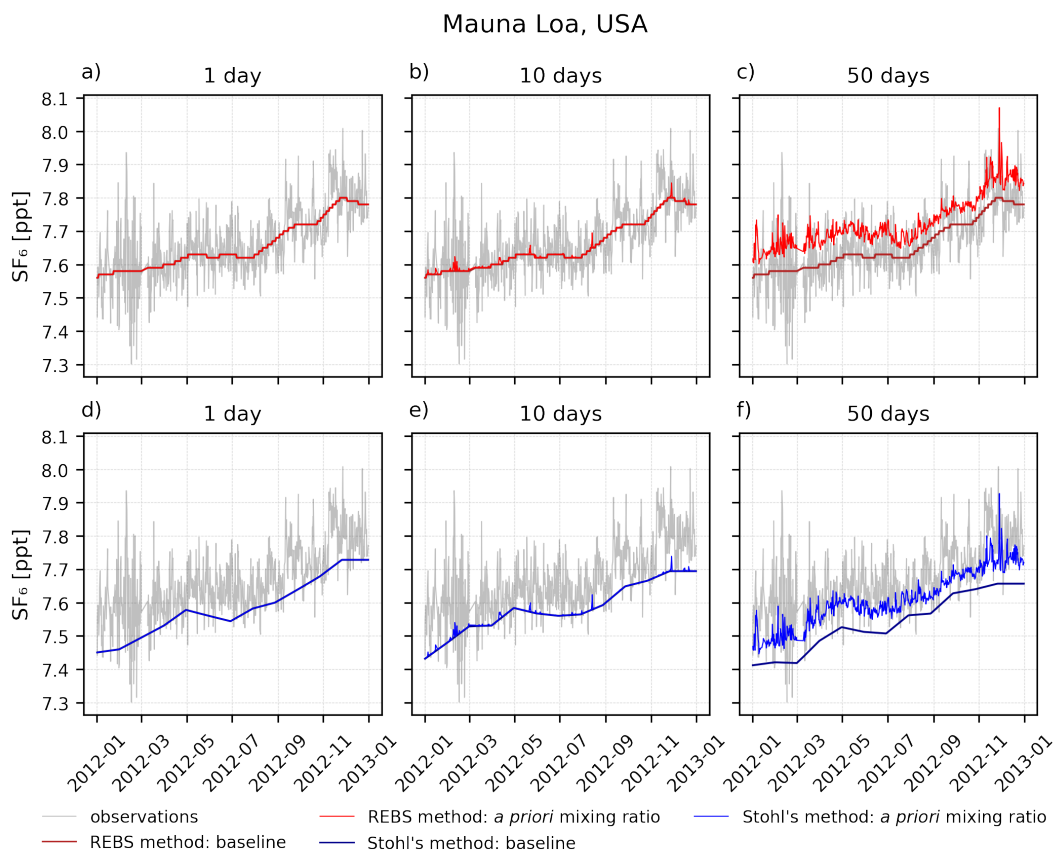 Mauna Loa, USA
a) 1 day
b) 10 days
c) 50 days
8.1
8.0
7.9
7.8
7.7
7.6
7.5
7.4
7.3
SF₆ [ppt]
d) 1 day
e) 10 days
f) 50 days
8.1
8.0
7.9
7.8
7.7
7.6
7.5
7.4
7.3
SF₆ [ppt]
2012-01 2012-03 2012-05 2012-07 2012-09 2012-11 2013-01
2012-01 2012-03 2012-05 2012-07 2012-09 2012-11 2013-01
2012-01 2012-03 2012-05 2012-07 2012-09 2012-11 2013-01
observations
REBS method: baseline
REBS method: a priori mixing ratio
Stohl's method: baseline
Stohl's method: a priori mixing ratio